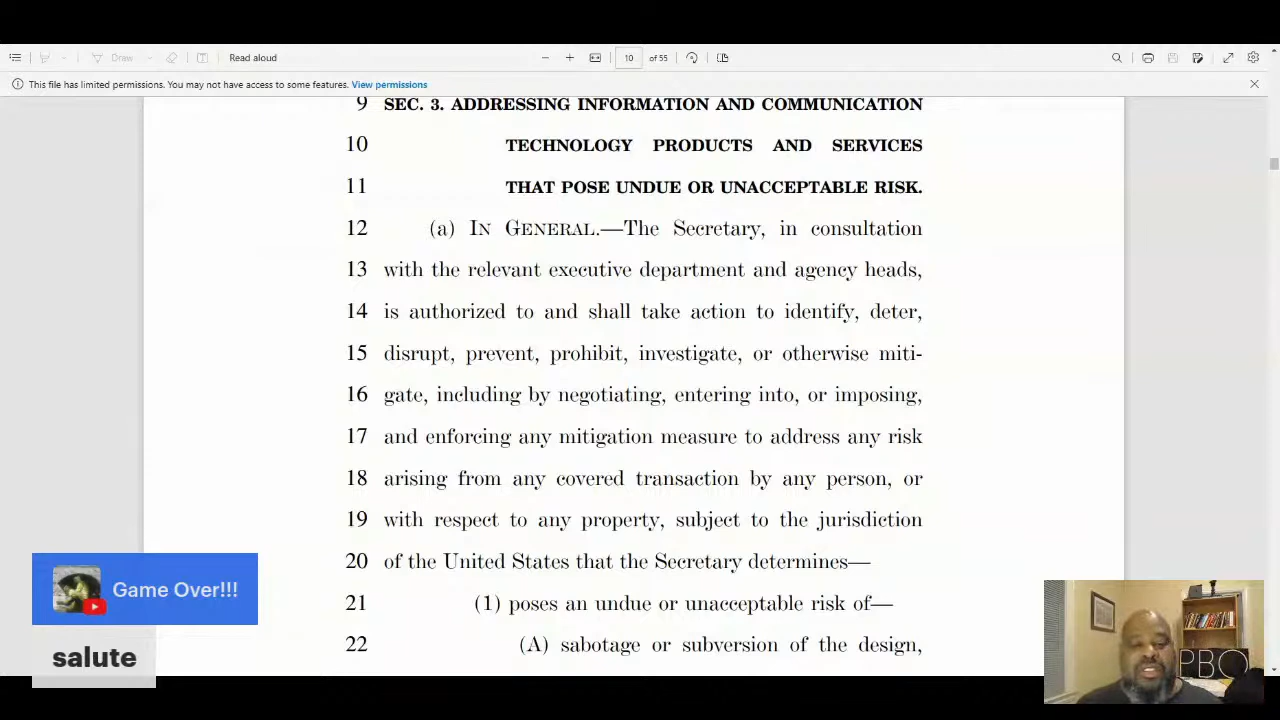 Draw
Read aloud
10 of 55
This file has limited permissions. You may not have access to some features. View permissions
9 SEC. 3. ADDRESSING INFORMATION AND COMMUNICATION
10 TECHNOLOGY PRODUCTS AND SERVICES
11 THAT POSE UNDUE OR UNACCEPTABLE RISK.
12 (a) IN GENERAL.—The Secretary, in consultation
13 with the relevant executive department and agency heads,
14 is authorized to and shall take action to identify, deter,
15 disrupt, prevent, prohibit, investigate, or otherwise miti-
16 gate, including by negotiating, entering into, or imposing,
17 and enforcing any mitigation measure to address any risk
18 arising from any covered transaction by any person, or
19 with respect to any property, subject to the jurisdiction
20 of the United States that the Secretary determines—
21 (1) poses an undue or unacceptable risk of—
22 (A) sabotage or subversion of the design,
Game Over!!!
salute
PBO